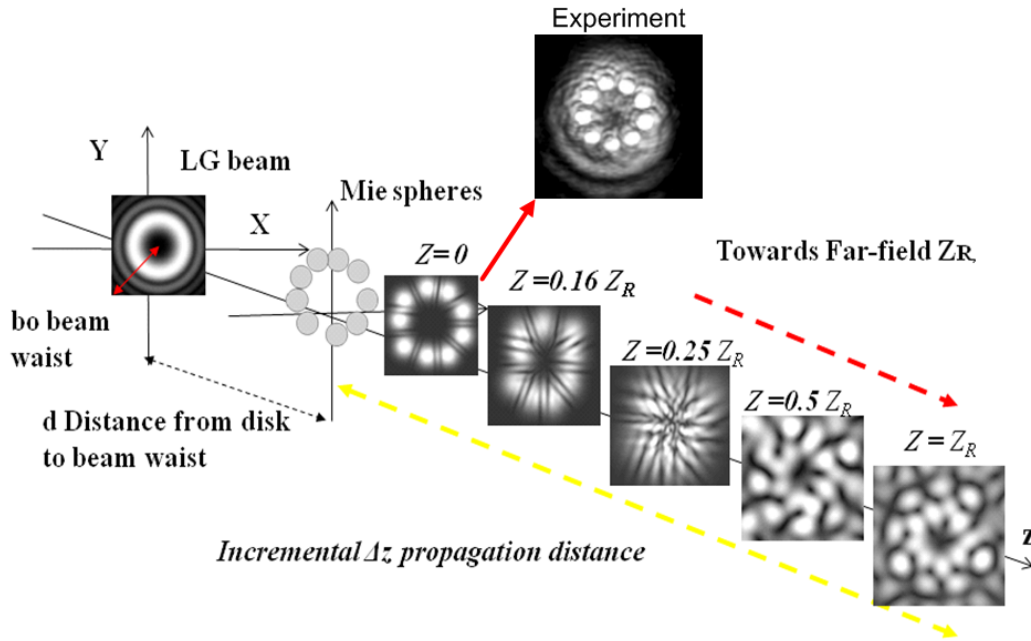 Experiment
Y
LG beam
Mie spheres
X
Z=0
Towards Far-field ZR,
Z=0.16 ZR
bo beam
waist
Z=0.25 ZR
Z=0.5 ZR
d Distance from disk
to beam waist
Z= ZR
z
Incremental Δz propagation distance